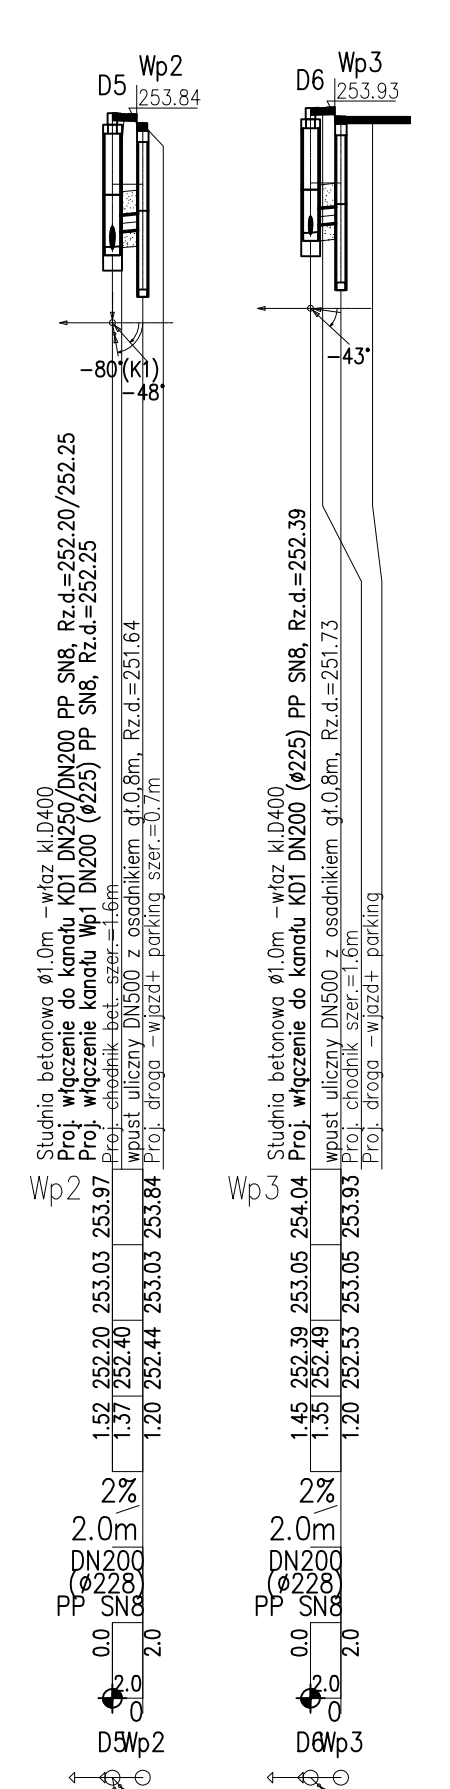 D5 Wp2
253.84
-80°(K1)
-48°
Studnia betonowa ø1.0m -właz kl.D400
Proj. włączenie do kanału KD1 DN250/DN200 PP SN8, Rz.d.=252.20/252.25
Proj. włączenie kanału Wp1 DN200 (ø225) PP SN8, Rz.d.=252.25
Proj. chodnik bet. szer.=1.6m
wpust uliczny DN500 z osadnikiem gł.0,8m, Rz.d.=251.64
Proj. droga -wjazd+ parking szer.=0.7m
Wp2
253.97 253.84
253.03 253.03
252.20 252.40 252.44
1.52 1.37 1.20
2%
2.0m
DN200
(ø228)
PP SN8
0.0 2.0
2.0
0
D5 Wp2
D6 Wp3
253.93
-43°
Studnia betonowa ø1.0m -właz kl.D400
Proj. włączenie do kanału KD1 DN200 (ø225) PP SN8, Rz.d.=252.39
wpust uliczny DN500 z osadnikiem gł.0,8m, Rz.d.=251.73
Proj. chodnik szer.=1.6m
Proj. droga -wjazd+ parking
Wp3
254.04 253.93
253.05 253.05
252.39 252.49 252.53
1.45 1.35 1.20
2%
2.0m
DN200
(ø228)
PP SN8
0.0 2.0
2.0
0
D6 Wp3